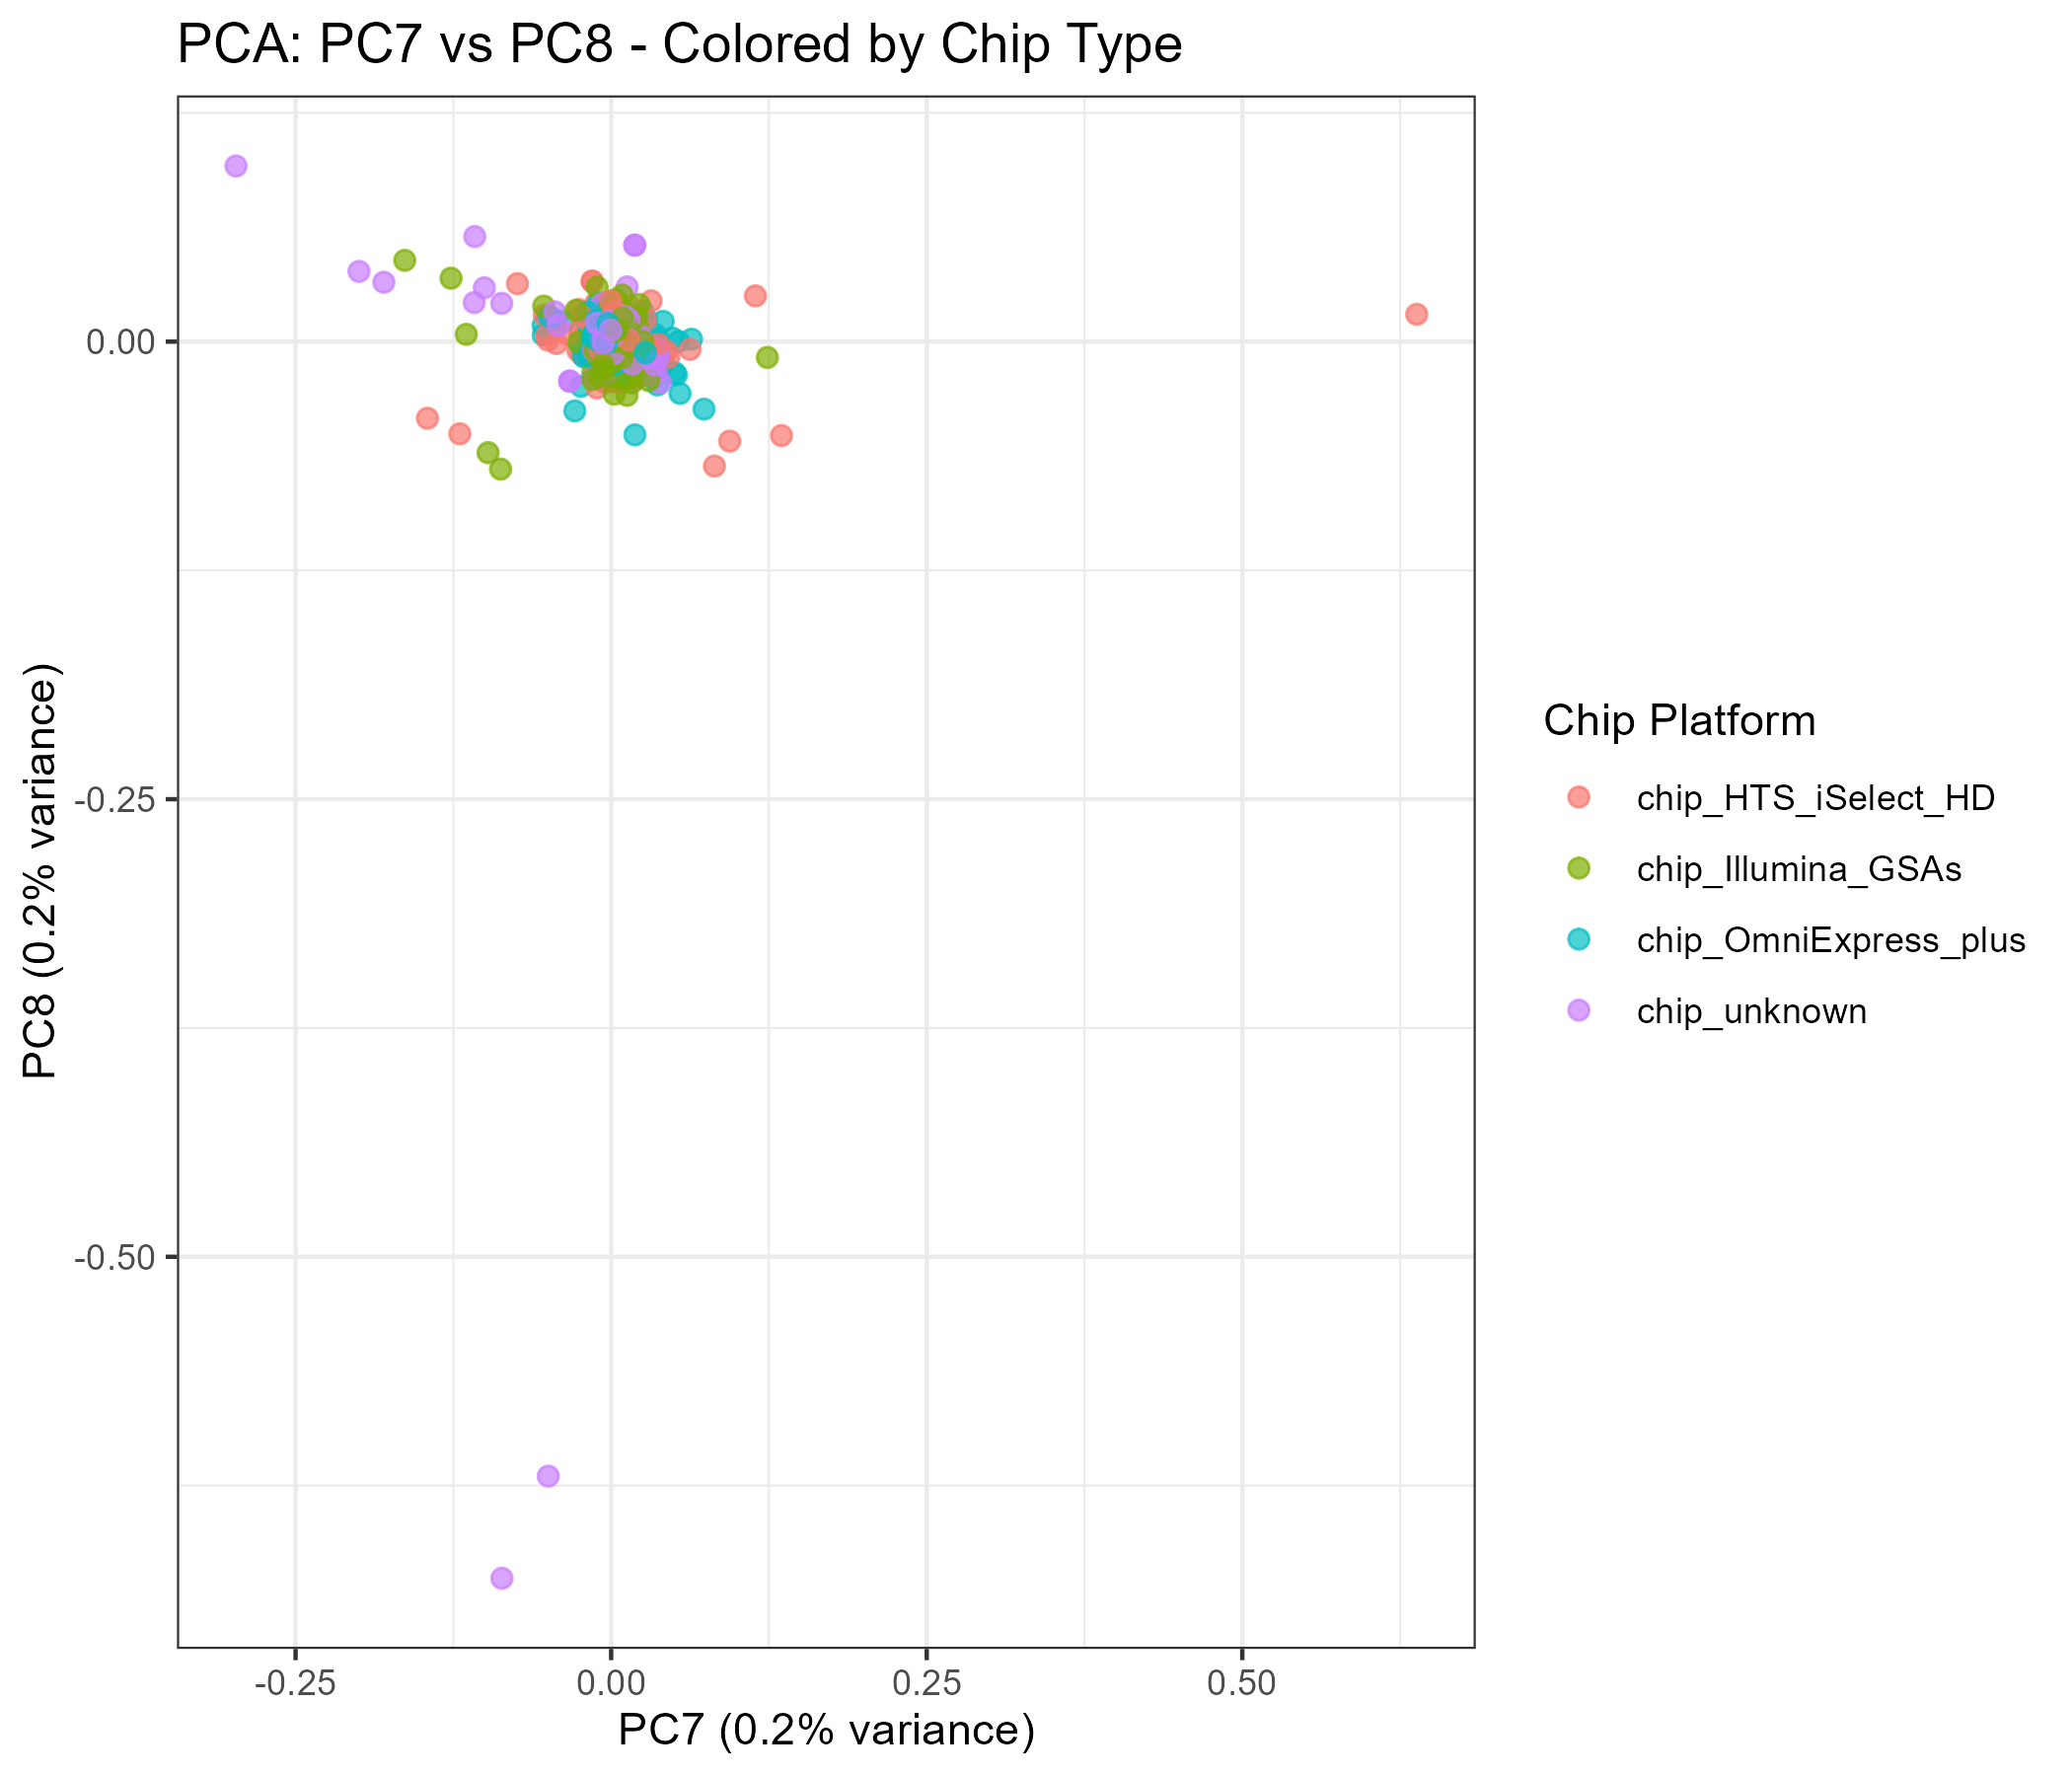 PCA: PC7 vs PC8 - Colored by Chip Type
PC8 (0.2% variance)
0.00
-0.25
-0.50
-0.25
0.00
0.25
0.50
PC7 (0.2% variance)
Chip Platform
chip_HTS_iSelect_HD
chip_Illumina_GSAs
chip_OmniExpress_plus
chip_unknown